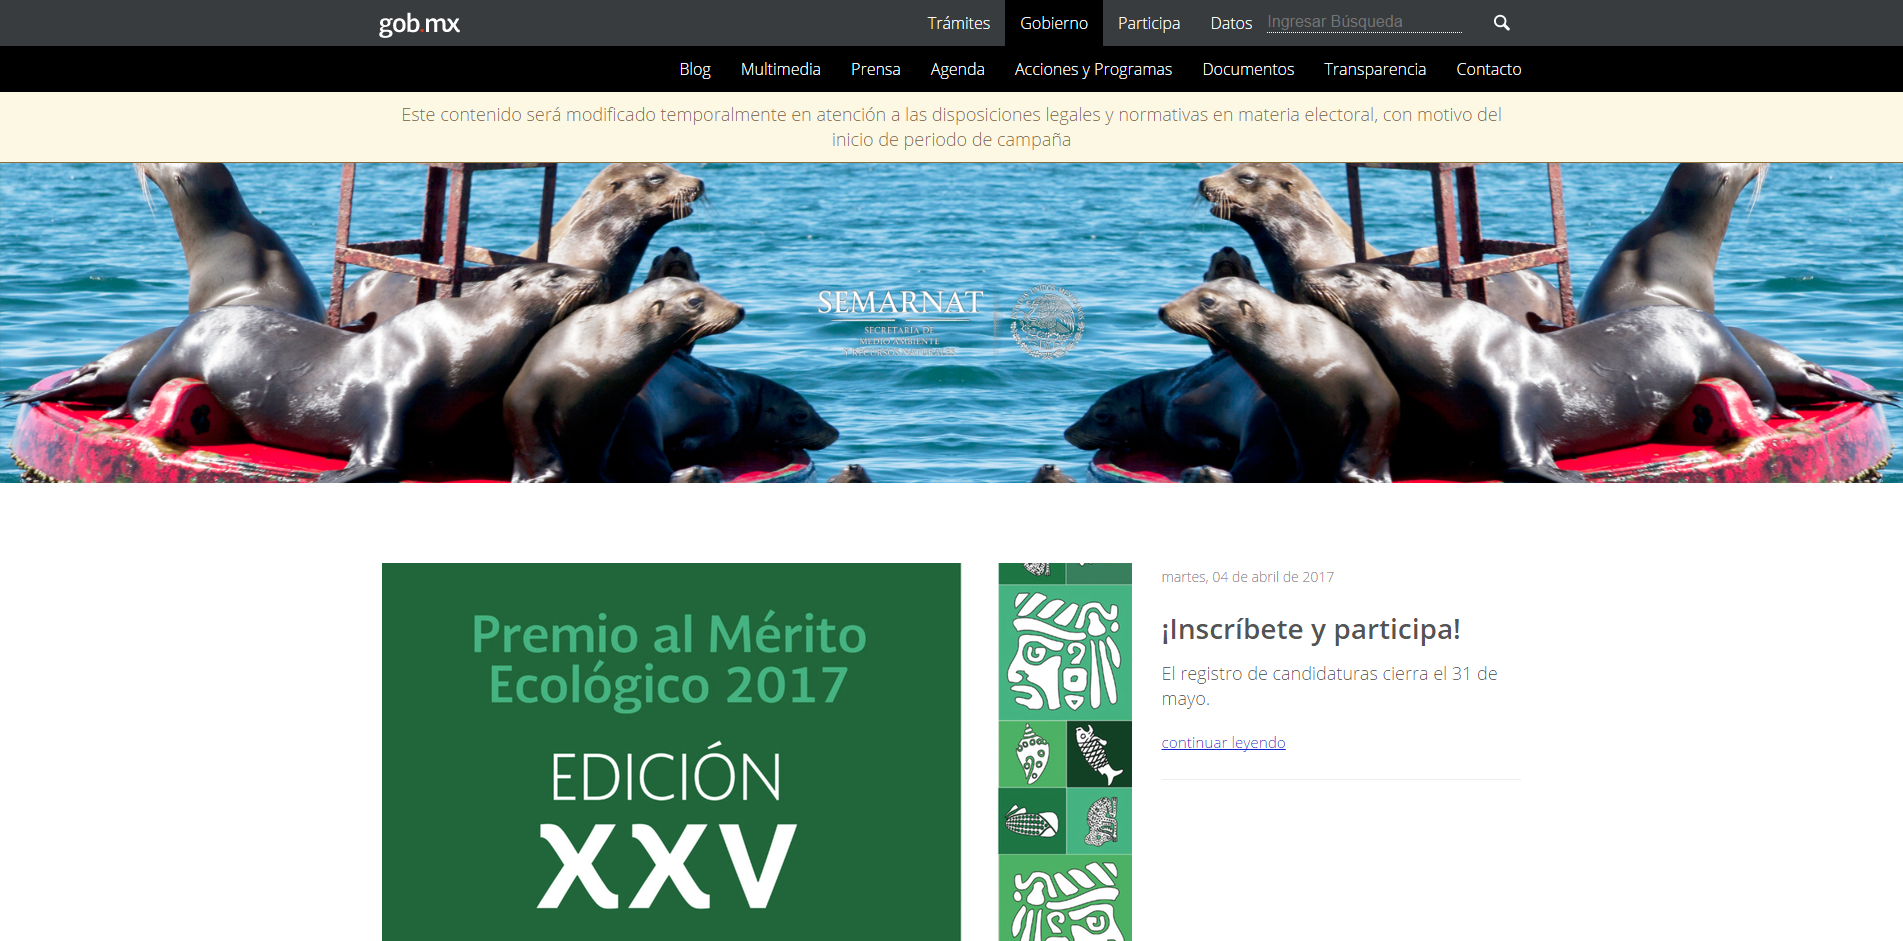 gob.mx
Trámites Gobierno Participa Datos Ingresar Búsqueda
Blog Multimedia Prensa Agenda Acciones y Programas Documentos Transparencia Contacto
Este contenido será modificado temporalmente en atención a las disposiciones legales y normativas en materia electoral, con motivo del
inicio de periodo de campaña
SEMARNAT
SECRETARÍA DE
MEDIO AMBIENTE
Y RECURSOS NATURALES
Premio al Mérito
Ecológico 2017
EDICIÓN
XXV
martes, 04 de abril de 2017
¡Inscríbete y participa!
El registro de candidaturas cierra el 31 de
mayo.
continuar leyendo